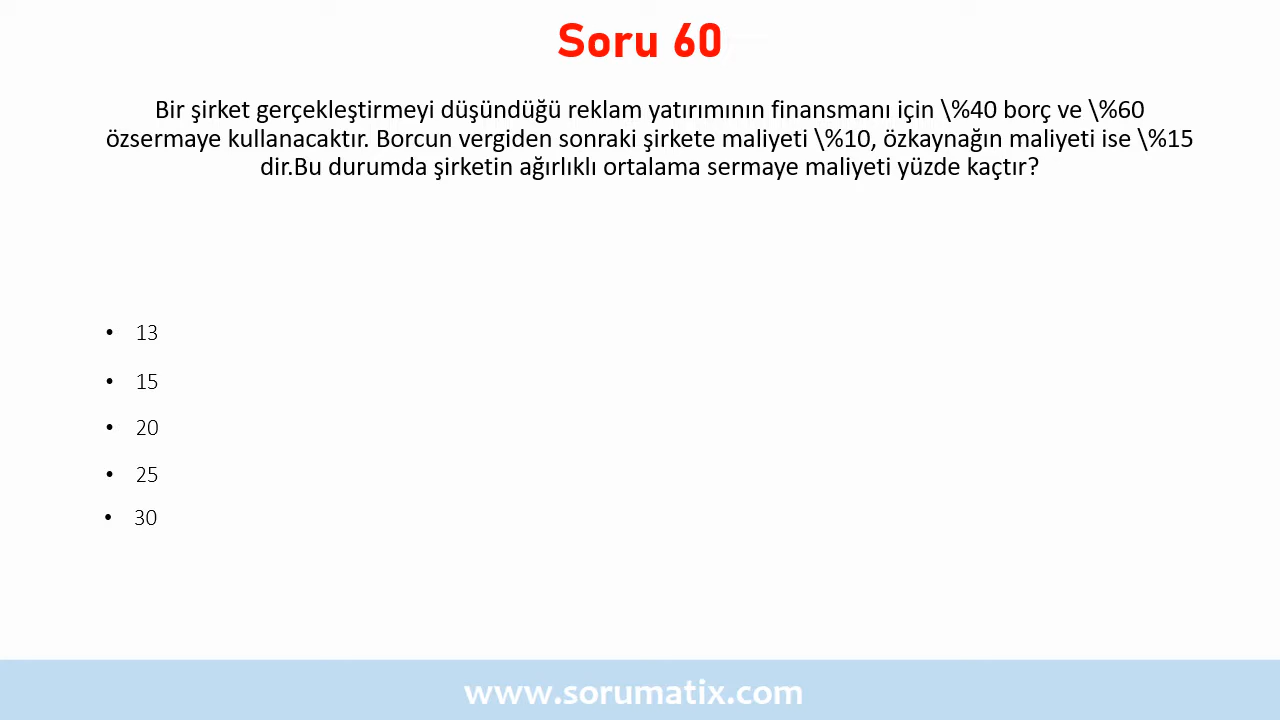 Soru 60
Bir şirket gerçekleştirmeyi düşündüğü reklam yatırımının finansmanı için \%40 borç ve \%60
özsermaye kullanacaktır. Borcun vergiden sonraki şirkete maliyeti \%10, özkaynağın maliyeti ise \%15
dir.Bu durumda şirketin ağırlıklı ortalama sermaye maliyeti yüzde kaçtır?
• 13
• 15
• 20
• 25
• 30
www.sorumatix.com